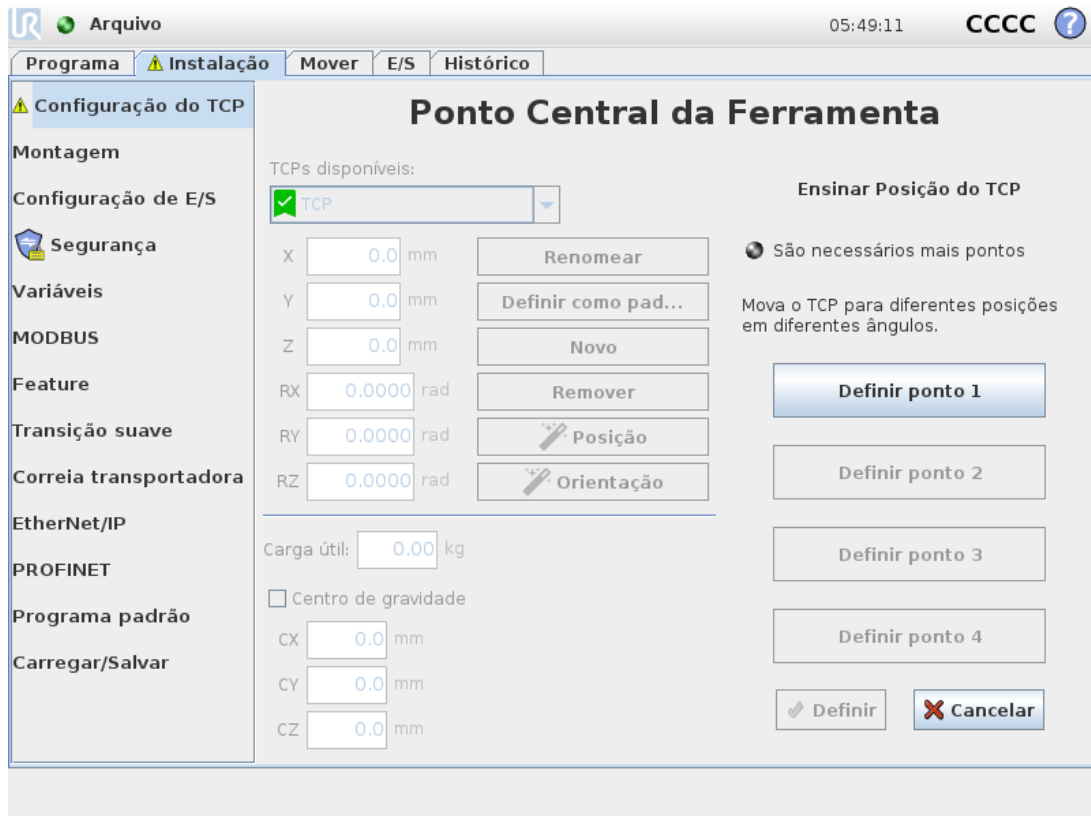 UR
Arquivo
05:49:11
CCCC
?
Programa
Instalação
Mover
E/S
Histórico
Configuração do TCP
Montagem
Configuração de E/S
Segurança
Variáveis
MODBUS
Feature
Transição suave
Correia transportadora
EtherNet/IP
PROFINET
Programa padrão
Carregar/Salvar
Ponto Central da Ferramenta
TCPs disponíveis:
TCP
X 0.0 mm
Renomear
Y 0.0 mm
Definir como pad...
Z 0.0 mm
Novo
RX 0.0000 rad
Remover
RY 0.0000 rad
Posição
RZ 0.0000 rad
Orientação
Carga útil: 0.00 kg
Centro de gravidade
CX 0.0 mm
CY 0.0 mm
CZ 0.0 mm
Ensinar Posição do TCP
São necessários mais pontos
Mova o TCP para diferentes posições
em diferentes ângulos.
Definir ponto 1
Definir ponto 2
Definir ponto 3
Definir ponto 4
Definir
Cancelar